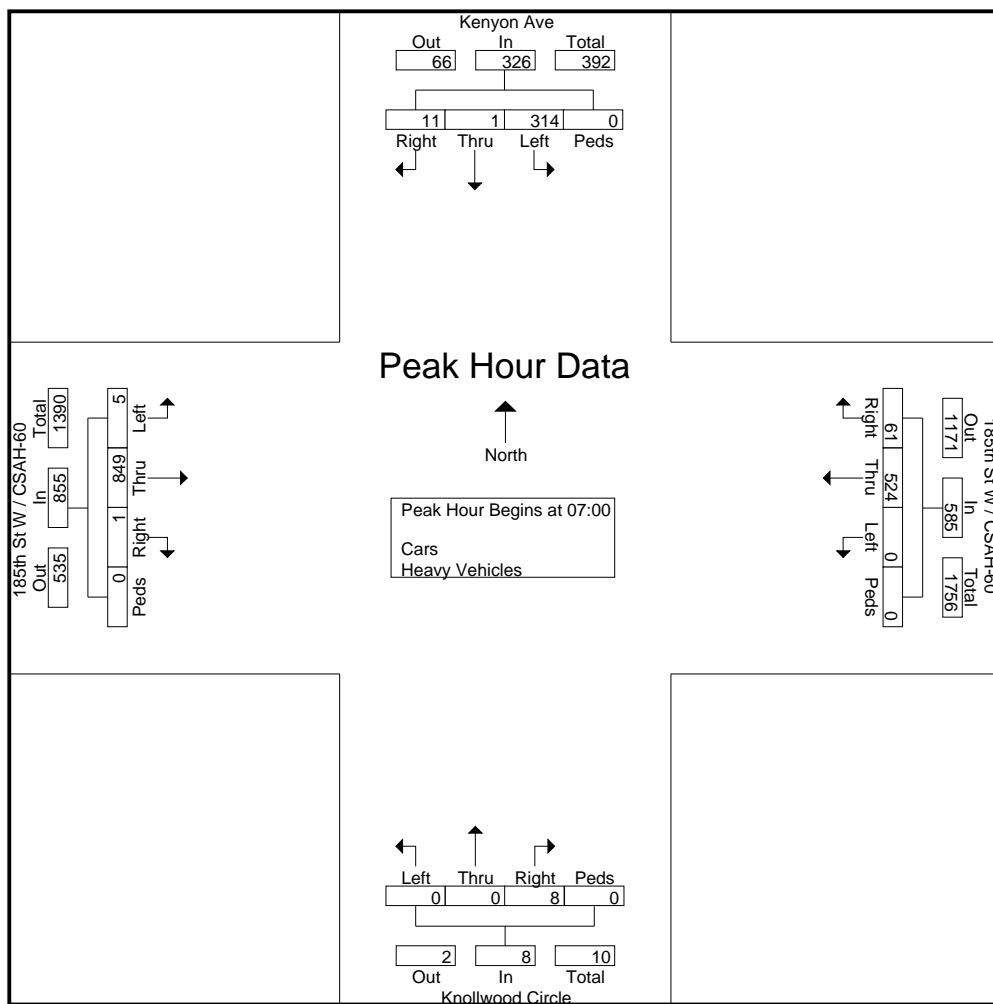 Kenyon Ave
Out In Total
66 326 392
11 1 314 0
Right Thru Left Peds
Peak Hour Data
North
Peak Hour Begins at 07:00
Cars
Heavy Vehicles
185th St W / CSAH-60
Total In Out
1390 855 535
5 849 1 0
Left Thru Right Peds
185th St W / CSAH-60
Out In Total
1171 585 1756
61 524 0 0
Right Thru Left Peds
Left Thru Right Peds
0 0 8 0
2 8 10
Out In Total
Knollwood Circle